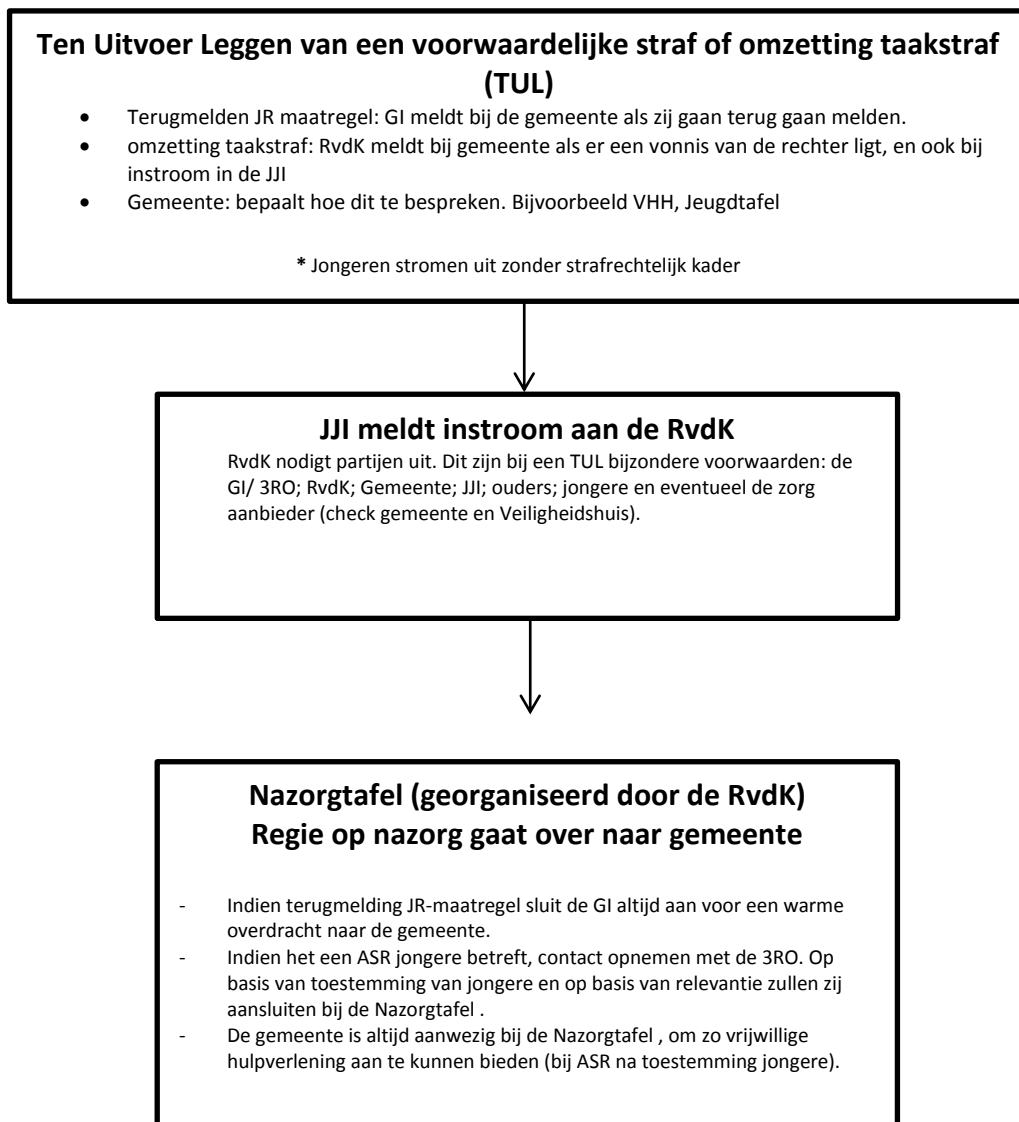 Ten Uitvoer Leggen van een voorwaardelijke straf of omzetting taakstraf
(TUL)
• Terugmelden JR maatregel: GI meldt bij de gemeente als zij gaan terug gaan melden.
• omzetting taakstraf: RvdK meldt bij gemeente als er een vonnis van de rechter ligt, en ook bij
instroom in de JJI
• Gemeente: bepaalt hoe dit te bespreken. Bijvoorbeeld VHH, Jeugdtafel
* Jongeren stromen uit zonder strafrechtelijk kader
JJI meldt instroom aan de RvdK
RvdK nodigt partijen uit. Dit zijn bij een TUL bijzondere voorwaarden: de
GI/ 3RO; RvdK; Gemeente; JJI; ouders; jongere en eventueel de zorg
aanbieder (check gemeente en Veiligheidshuis).
Nazorgtafel (georganiseerd door de RvdK)
Regie op nazorg gaat over naar gemeente
- Indien terugmelding JR-maatregel sluit de GI altijd aan voor een warme
overdracht naar de gemeente.
- Indien het een ASR jongere betreft, contact opnemen met de 3RO. Op
basis van toestemming van jongere en op basis van relevantie zullen zij
aansluiten bij de Nazorgtafel .
- De gemeente is altijd aanwezig bij de Nazorgtafel , om zo vrijwillige
hulpverlening aan te kunnen bieden (bij ASR na toestemming jongere).